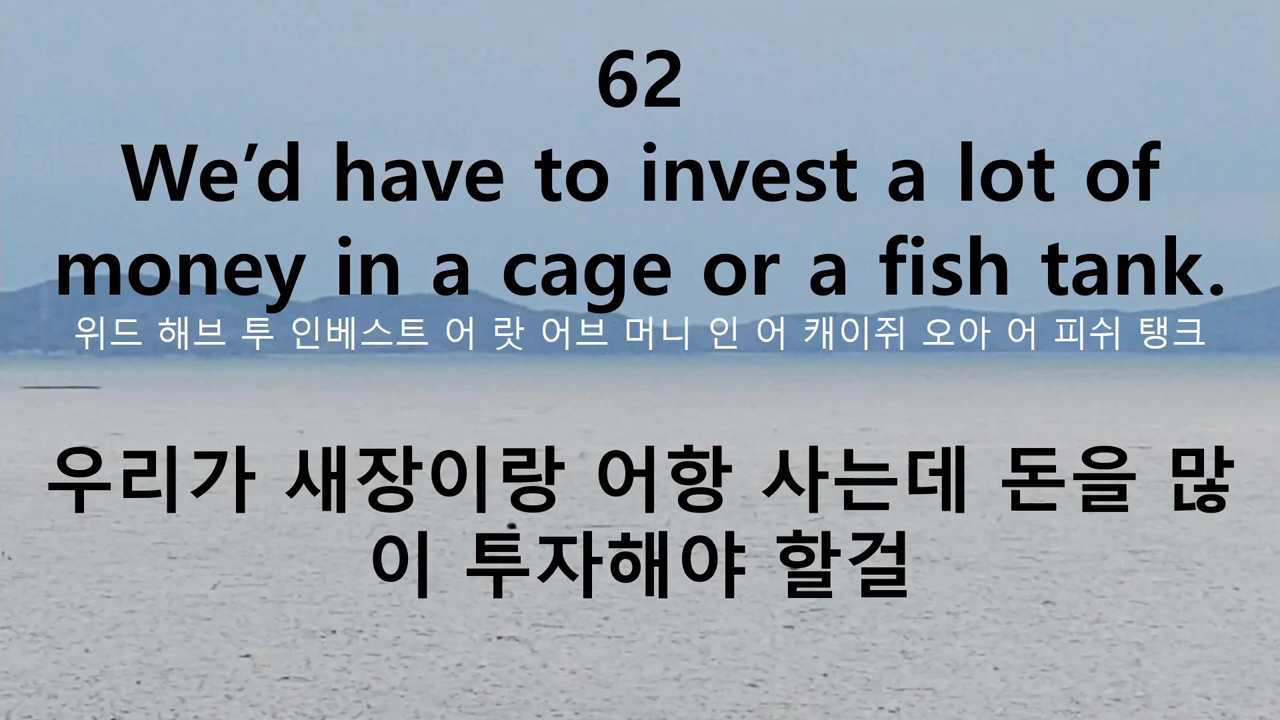 62
We’d have to invest a lot of
money in a cage or a fish tank.
위드 해브 투 인베스트 어 랏 어브 머니 인 어 캐이쥐 오아 어 피쉬 탱크
우리가 새장이랑 어항 사는데 돈을 많
이 투자해야 할걸